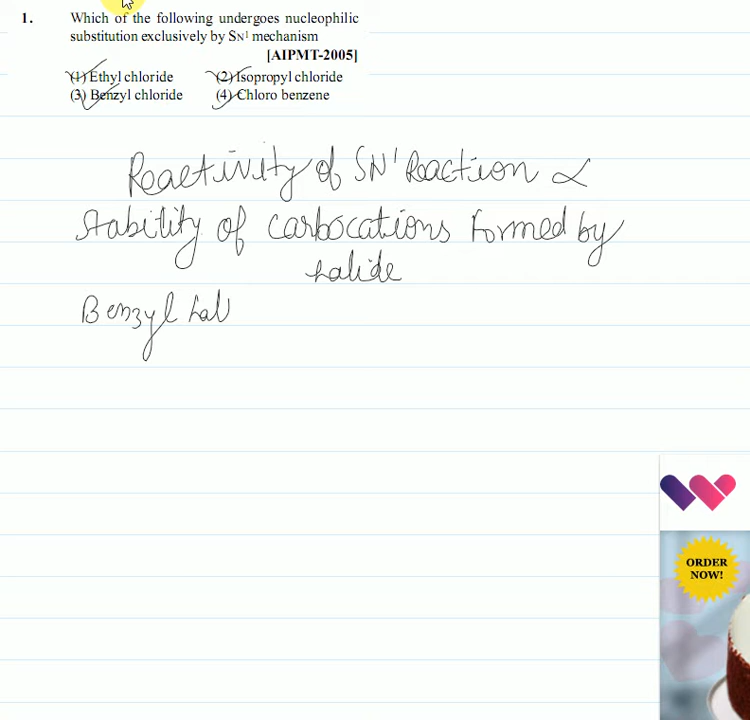 1. Which of the following undergoes nucleophilic
substitution exclusively by SN¹ mechanism
[AIPMT-2005]
(1) Ethyl chloride (2) Isopropyl chloride
(3) Benzyl chloride (4) Chloro benzene
Reactivity of SN¹ Reaction ∝
stability of carbocations formed by
halide
Benzyl hal
ORDER
NOW!